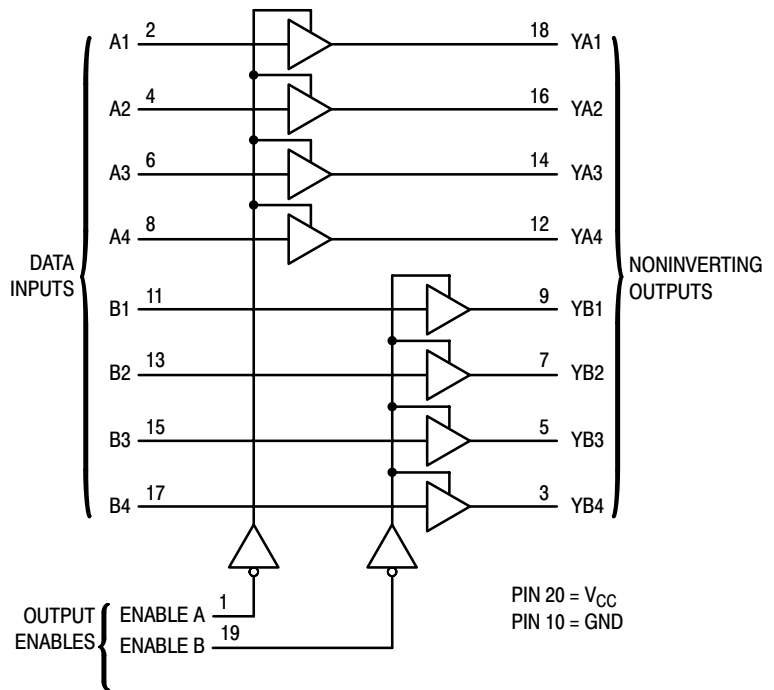 A1 2 18 YA1
A2 4 16 YA2
A3 6 14 YA3
A4 8 12 YA4
DATA
INPUTS
NONINVERTING
OUTPUTS
B1 11 9 YB1
B2 13 7 YB2
B3 15 5 YB3
B4 17 3 YB4
OUTPUT
ENABLES
ENABLE A 1
ENABLE B 19
PIN 20 = VCC
PIN 10 = GND